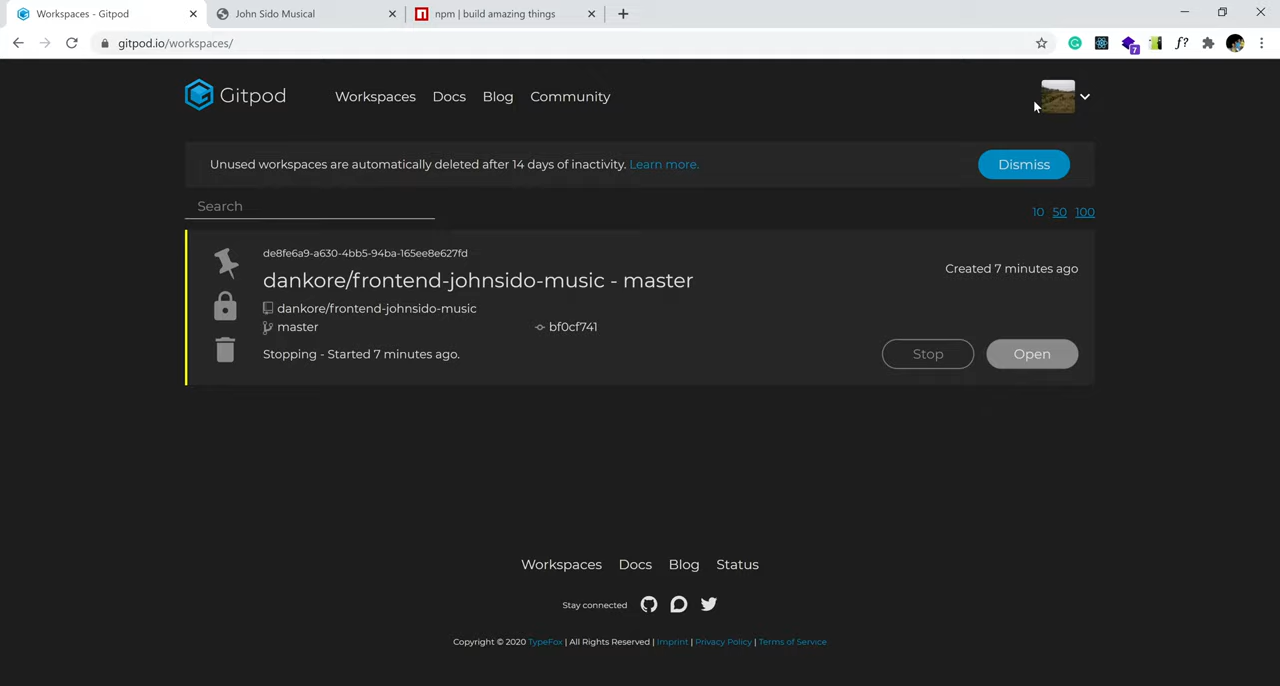 Workspaces - Gitpod
John Sido Musical
npm | build amazing things
gitpod.io/workspaces/
7
f?
Gitpod
Workspaces
Docs
Blog
Community
Unused workspaces are automatically deleted after 14 days of inactivity. Learn more.
Dismiss
Search
10 50 100
de8fe6a9-a630-4bb5-94ba-165ee8e627fd
dankore/frontend-johnsido-music - master
Created 7 minutes ago
dankore/frontend-johnsido-music
master
bf0cf741
Stopping - Started 7 minutes ago.
Stop
Open
Workspaces Docs Blog Status
Stay connected
Copyright © 2020 TypeFox | All Rights Reserved | Imprint | Privacy Policy | Terms of Service